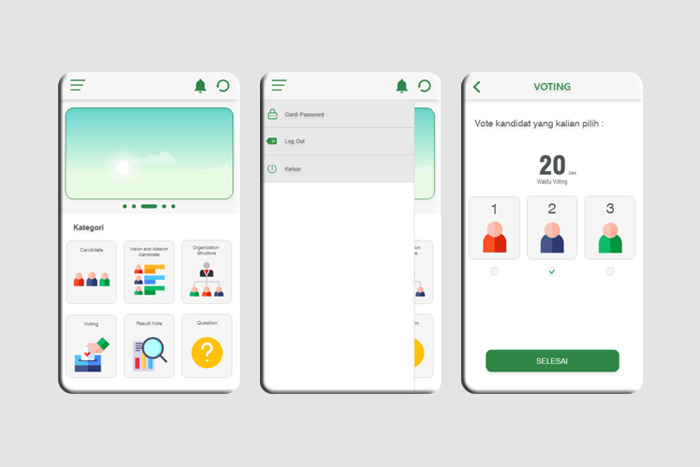 Kategori
Candidate
Vision and Mission
Candidate
Organization
Structure
Voting
Result Vote
Question
Ganti Password
Log Out
Keluar
VOTING
Vote kandidat yang kalian pilih :
20
Waktu Voting
1
2
3
SELESAI